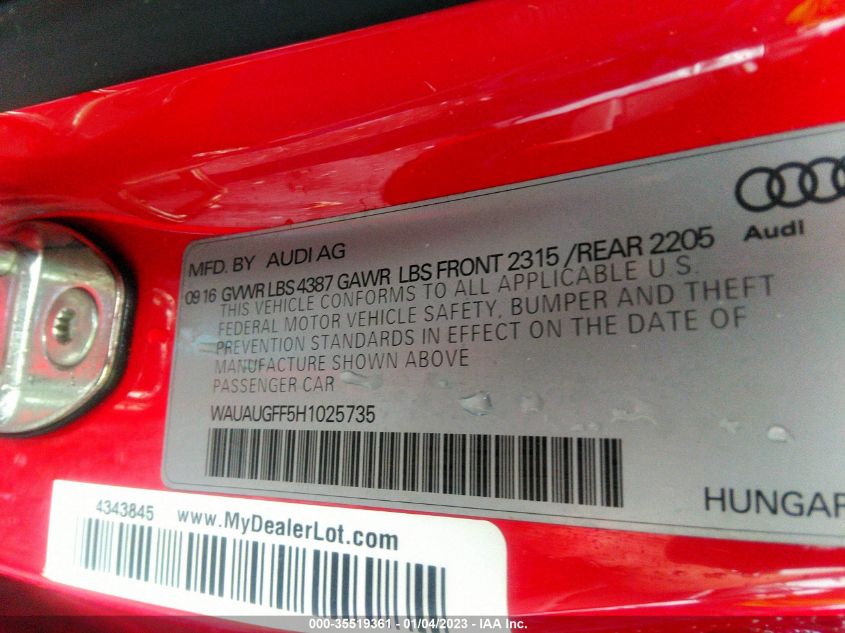 Audi
MFD. BY AUDI AG
09 16 GVWR LBS 4387 GAWR LBS FRONT 2315 /REAR 2205
THIS VEHICLE CONFORMS TO ALL APPLICABLE U S
FEDERAL MOTOR VEHICLE SAFETY, BUMPER AND THEFT
PREVENTION STANDARDS IN EFFECT ON THE DATE OF
MANUFACTURE SHOWN ABOVE
PASSENGER CAR
WAUAUGFF5H1025735
HUNGAR
4343845 www.MyDealerLot.com
000-35519361 - 01/04/2023 - © IAA Inc.